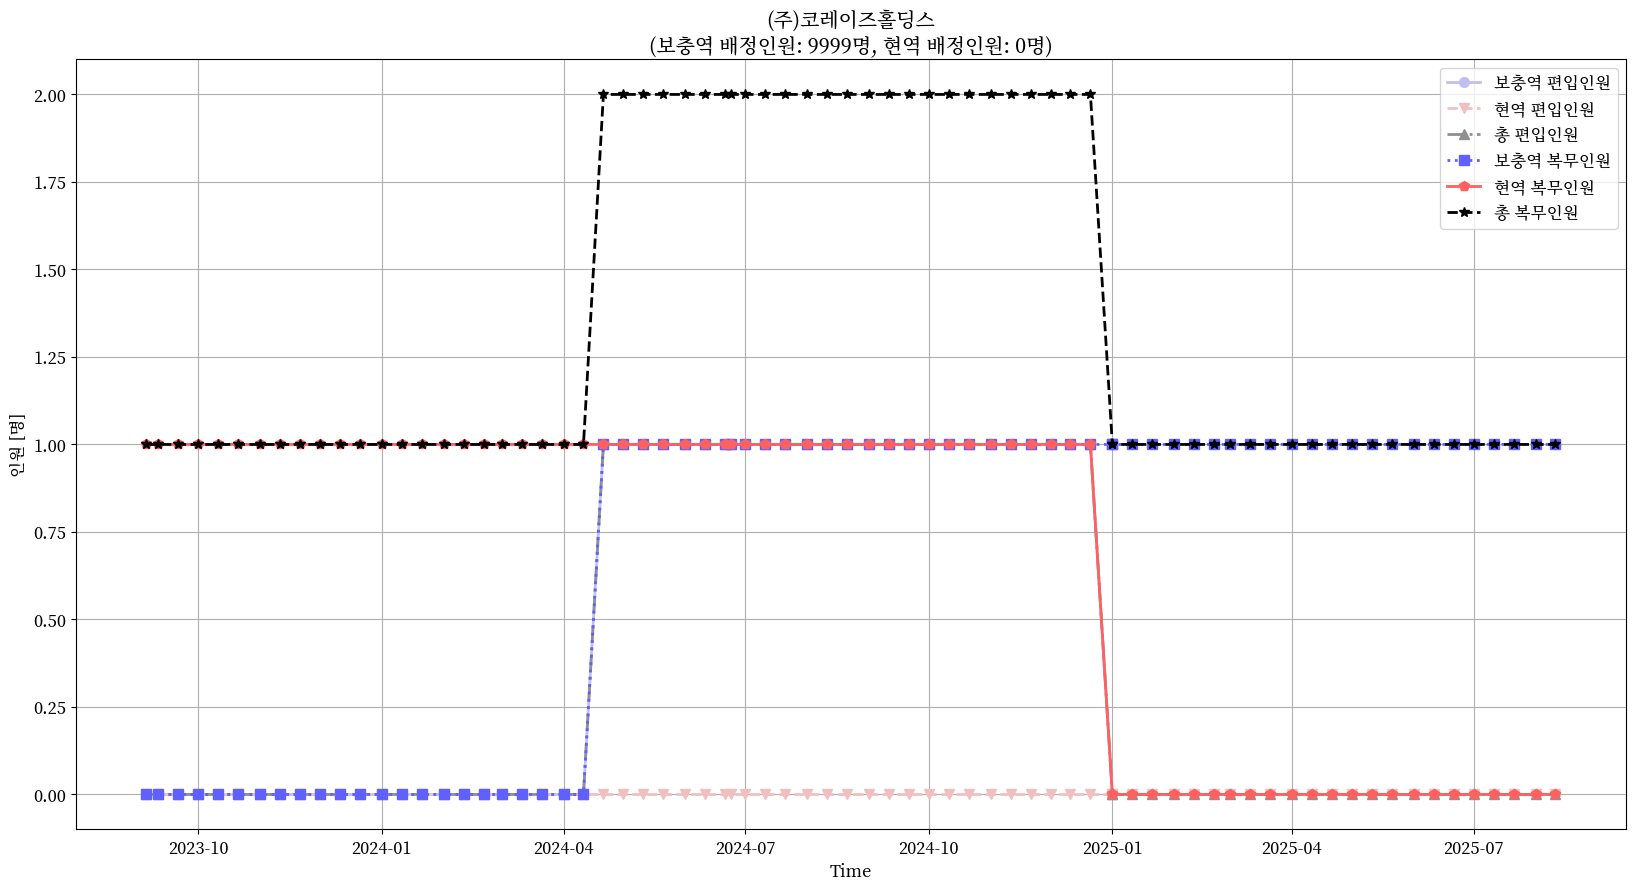 (주)코레이즈홀딩스
(보충역 배정인원: 9999명, 현역 배정인원: 0명)
보충역 편입인원
현역 편입인원
총 편입인원
보충역 복무인원
현역 복무인원
총 복무인원
인원 [명]
2.00
1.75
1.50
1.25
1.00
0.75
0.50
0.25
0.00
2023-10
2024-01
2024-04
2024-07
2024-10
2025-01
2025-04
2025-07
Time